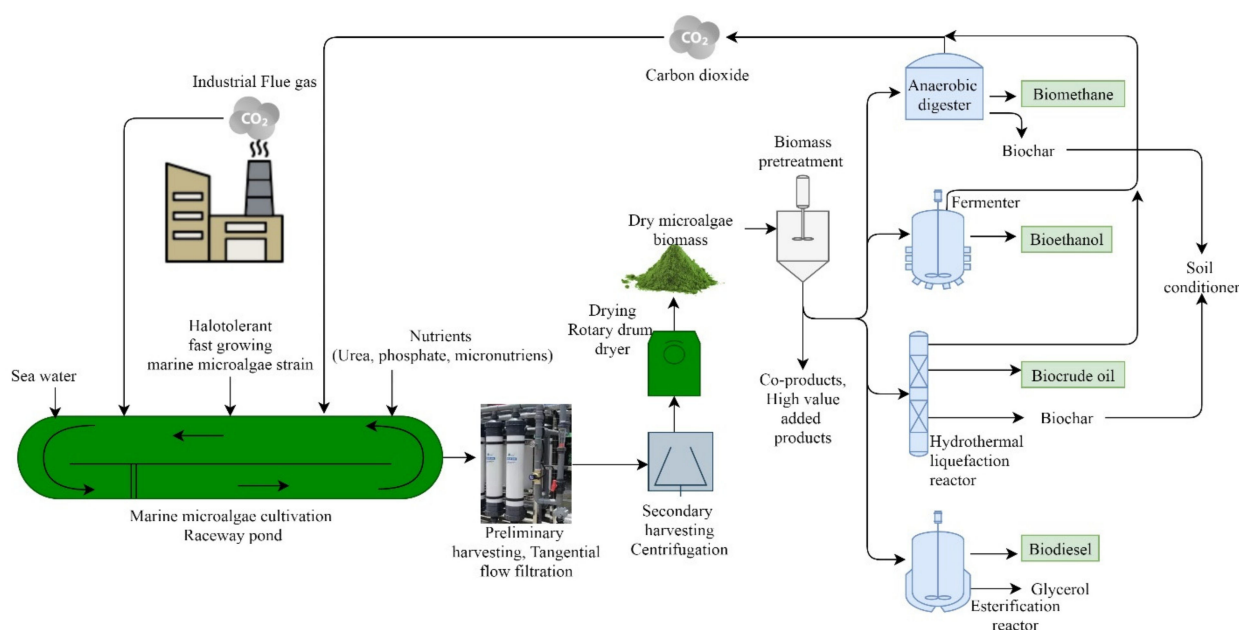 CO₂
Carbon dioxide
Industrial Flue gas
CO₂
Anaerobic
digester
Biomethane
Biochar
Biomass
pretreatment
Fermenter
Bioethanol
Dry microalgae
biomass
Soil
conditioner
Drying
Rotary drum
dryer
Halotolerant
fast growing
marine microalgae strain
Nutrients
(Urea, phosphate, micronutriens)
Sea water
Co-products,
High value
added
products
Biocrude oil
Biochar
Hydrothermal
liquefaction
reactor
Marine microalgae cultivation
Raceway pond
Preliminary
harvesting, Tangential
flow filtration
Secondary
harvesting
Centrifugation
Biodiesel
Glycerol
Esterification
reactor